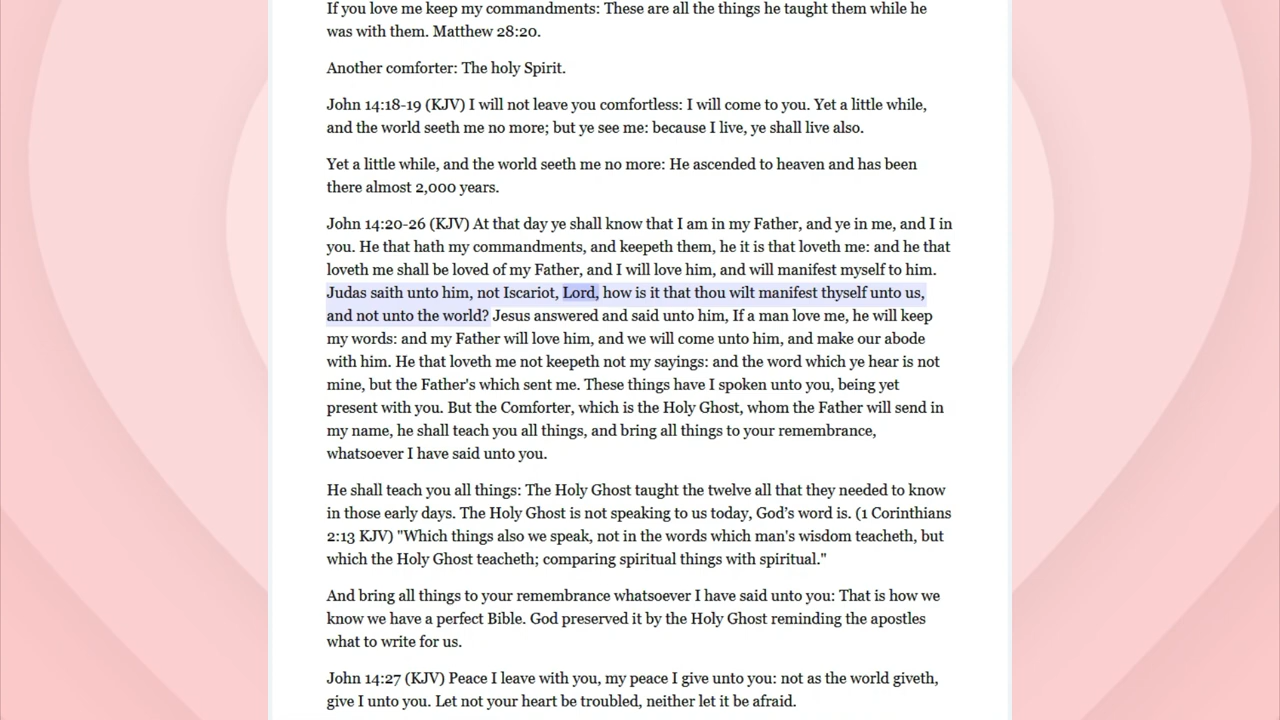 If you love me keep my commandments: These are all the things he taught them while he
was with them. Matthew 28:20.
Another comforter: The holy Spirit.
John 14:18-19 (KJV) I will not leave you comfortless: I will come to you. Yet a little while,
and the world seeth me no more; but ye see me: because I live, ye shall live also.
Yet a little while, and the world seeth me no more: He ascended to heaven and has been
there almost 2,000 years.
John 14:20-26 (KJV) At that day ye shall know that I am in my Father, and ye in me, and I in
you. He that hath my commandments, and keepeth them, he it is that loveth me: and he that
loveth me shall be loved of my Father, and I will love him, and will manifest myself to him.
Judas saith unto him, not Iscariot, Lord, how is it that thou wilt manifest thyself unto us,
and not unto the world? Jesus answered and said unto him, If a man love me, he will keep
my words: and my Father will love him, and we will come unto him, and make our abode
with him. He that loveth me not keepeth not my sayings: and the word which ye hear is not
mine, but the Father's which sent me. These things have I spoken unto you, being yet
present with you. But the Comforter, which is the Holy Ghost, whom the Father will send in
my name, he shall teach you all things, and bring all things to your remembrance,
whatsoever I have said unto you.
He shall teach you all things: The Holy Ghost taught the twelve all that they needed to know
in those early days. The Holy Ghost is not speaking to us today, God’s word is. (1 Corinthians
2:13 KJV) "Which things also we speak, not in the words which man's wisdom teacheth, but
which the Holy Ghost teacheth; comparing spiritual things with spiritual."
And bring all things to your remembrance whatsoever I have said unto you: That is how we
know we have a perfect Bible. God preserved it by the Holy Ghost reminding the apostles
what to write for us.
John 14:27 (KJV) Peace I leave with you, my peace I give unto you: not as the world giveth,
give I unto you. Let not your heart be troubled, neither let it be afraid.